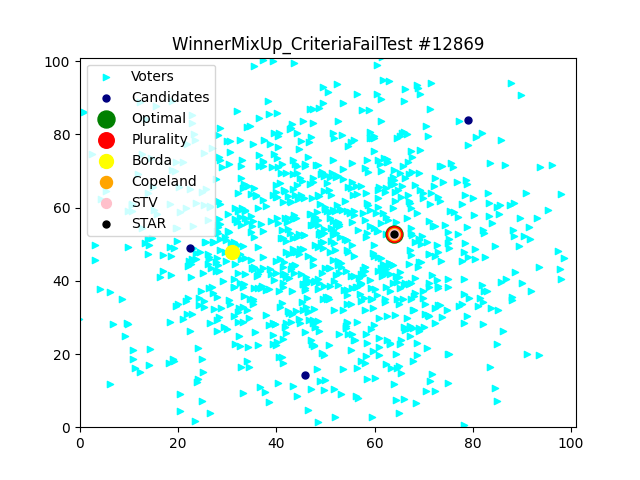 WinnerMixUp_CriteriaFailTest #12869
100
80
60
40
20
0
0
20
40
60
80
100
Voters
Candidates
Optimal
Plurality
Borda
Copeland
STV
STAR